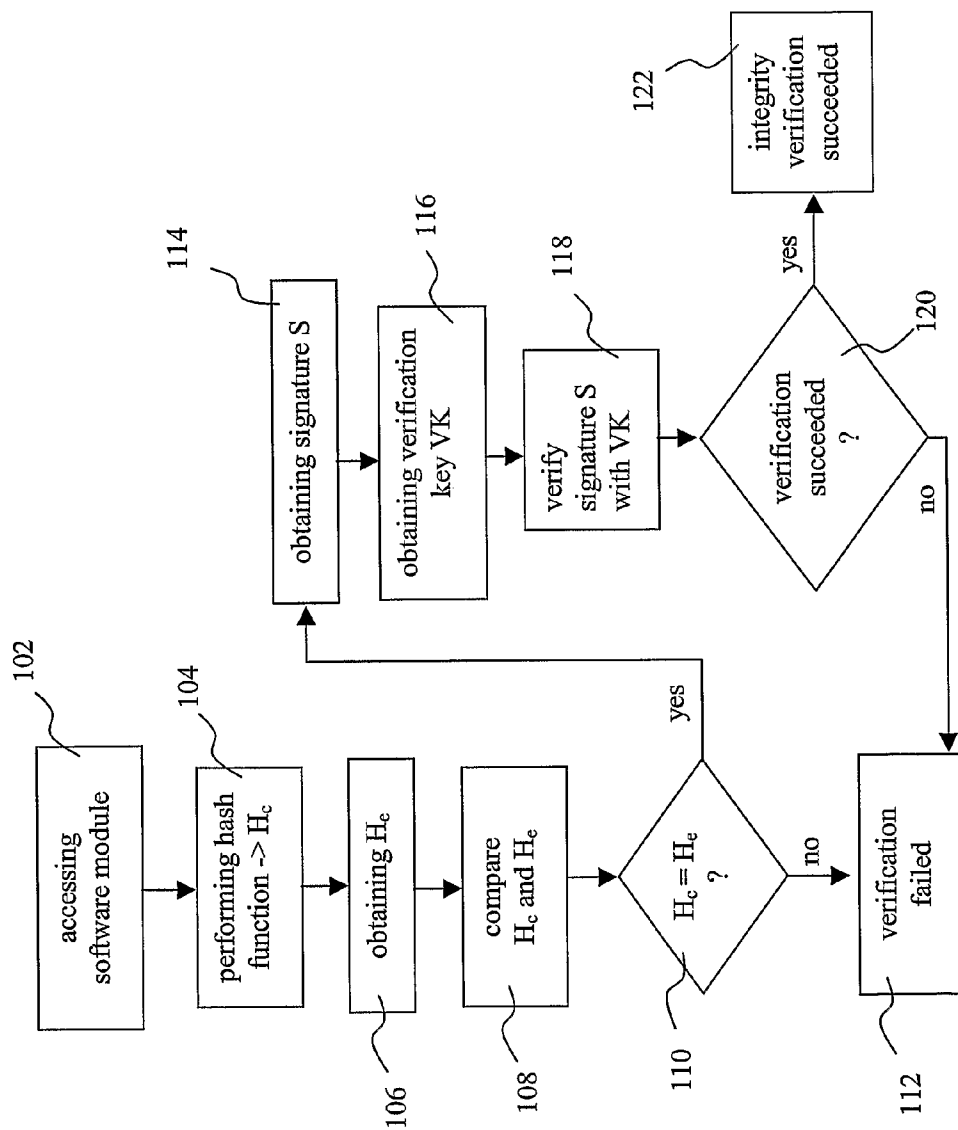 102
accessing
software module
104
performing hash
function -> Hc
106
obtaining He
108
compare
Hc and He
110
Hc = He
?
yes
no
112
verification
failed
114
obtaining signature S
116
obtaining verification
key VK
118
verify
signature S
with VK
120
verification
succeeded
?
yes
no
122
integrity
verification
succeeded